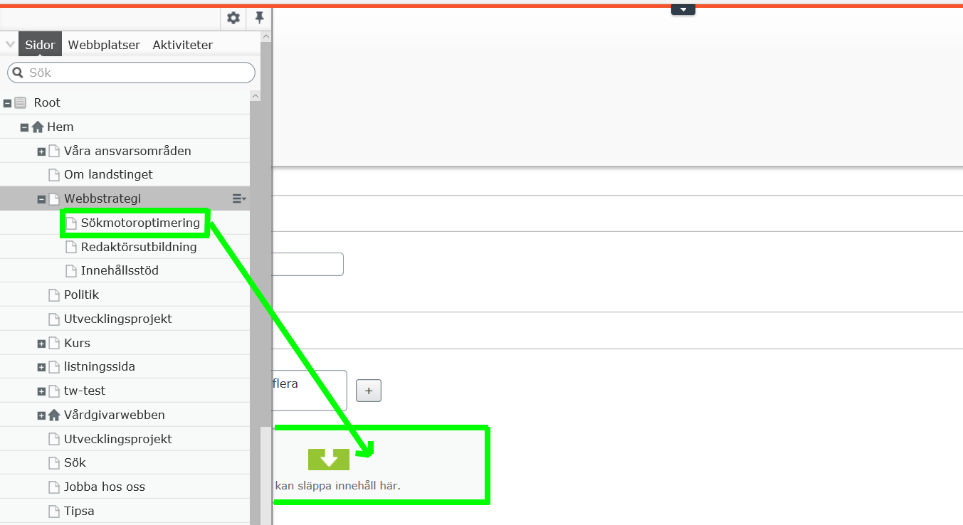 Sidor Webbplatser Aktiviteter
Sök
Root
Hem
Våra ansvarsområden
Om landstinget
Webbstrategi
Sökmotoroptimering
Redaktörsutbildning
Innehållsstöd
Politik
Utvecklingsprojekt
Kurs
listningssida
tw-test
Vårdgivarwebben
Utvecklingsprojekt
Sök
Jobba hos oss
Tipsa
flera
+
kan släppa innehåll här.